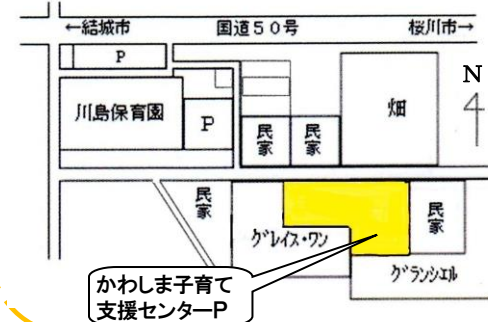 ←結城市 国道50号 桜川市→
P
N
川島保育園 P 畑
民家 民家
民家 民家
グレイス・ワン
グランシエル
かわしま子育て
支援センターP